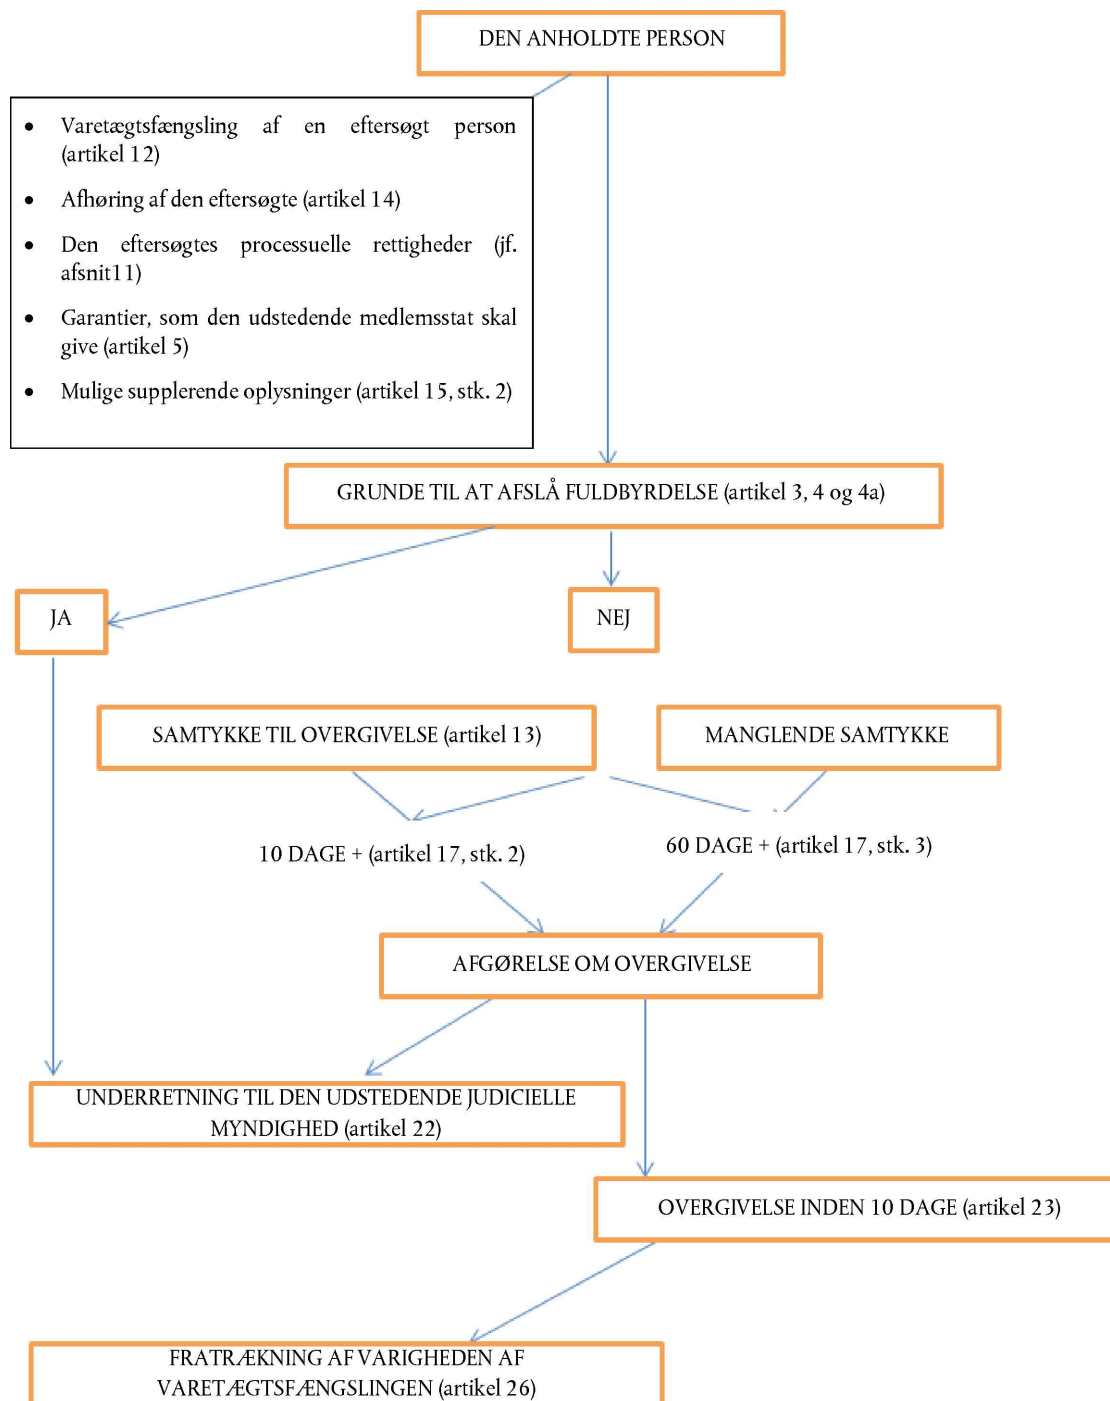 DEN ANHOLDTE PERSON
• Varetægtsfængsling af en eftersøgt person
(artikel 12)
• Afhøring af den eftersøgte (artikel 14)
• Den eftersøgtes processuelle rettigheder (jf.
afsnit11)
• Garantier, som den udstedende medlemsstat skal
give (artikel 5)
• Mulige supplerende oplysninger (artikel 15, stk. 2)
GRUNDE TIL AT AFSLÅ FULDBYRDELSE (artikel 3, 4 og 4a)
JA
NEJ
SAMTYKKE TIL OVERGIVELSE (artikel 13)
MANGLENDE SAMTYKKE
10 DAGE + (artikel 17, stk. 2)
60 DAGE + (artikel 17, stk. 3)
AFGØRELSE OM OVERGIVELSE
UNDERRETNING TIL DEN UDSTEDENDE JUDICIELLE
MYNDIGHED (artikel 22)
OVERGIVELSE INDEN 10 DAGE (artikel 23)
FRATRÆKNING AF VARIGHEDEN AF
VARETÆGTSFÆNGSLINGEN (artikel 26)